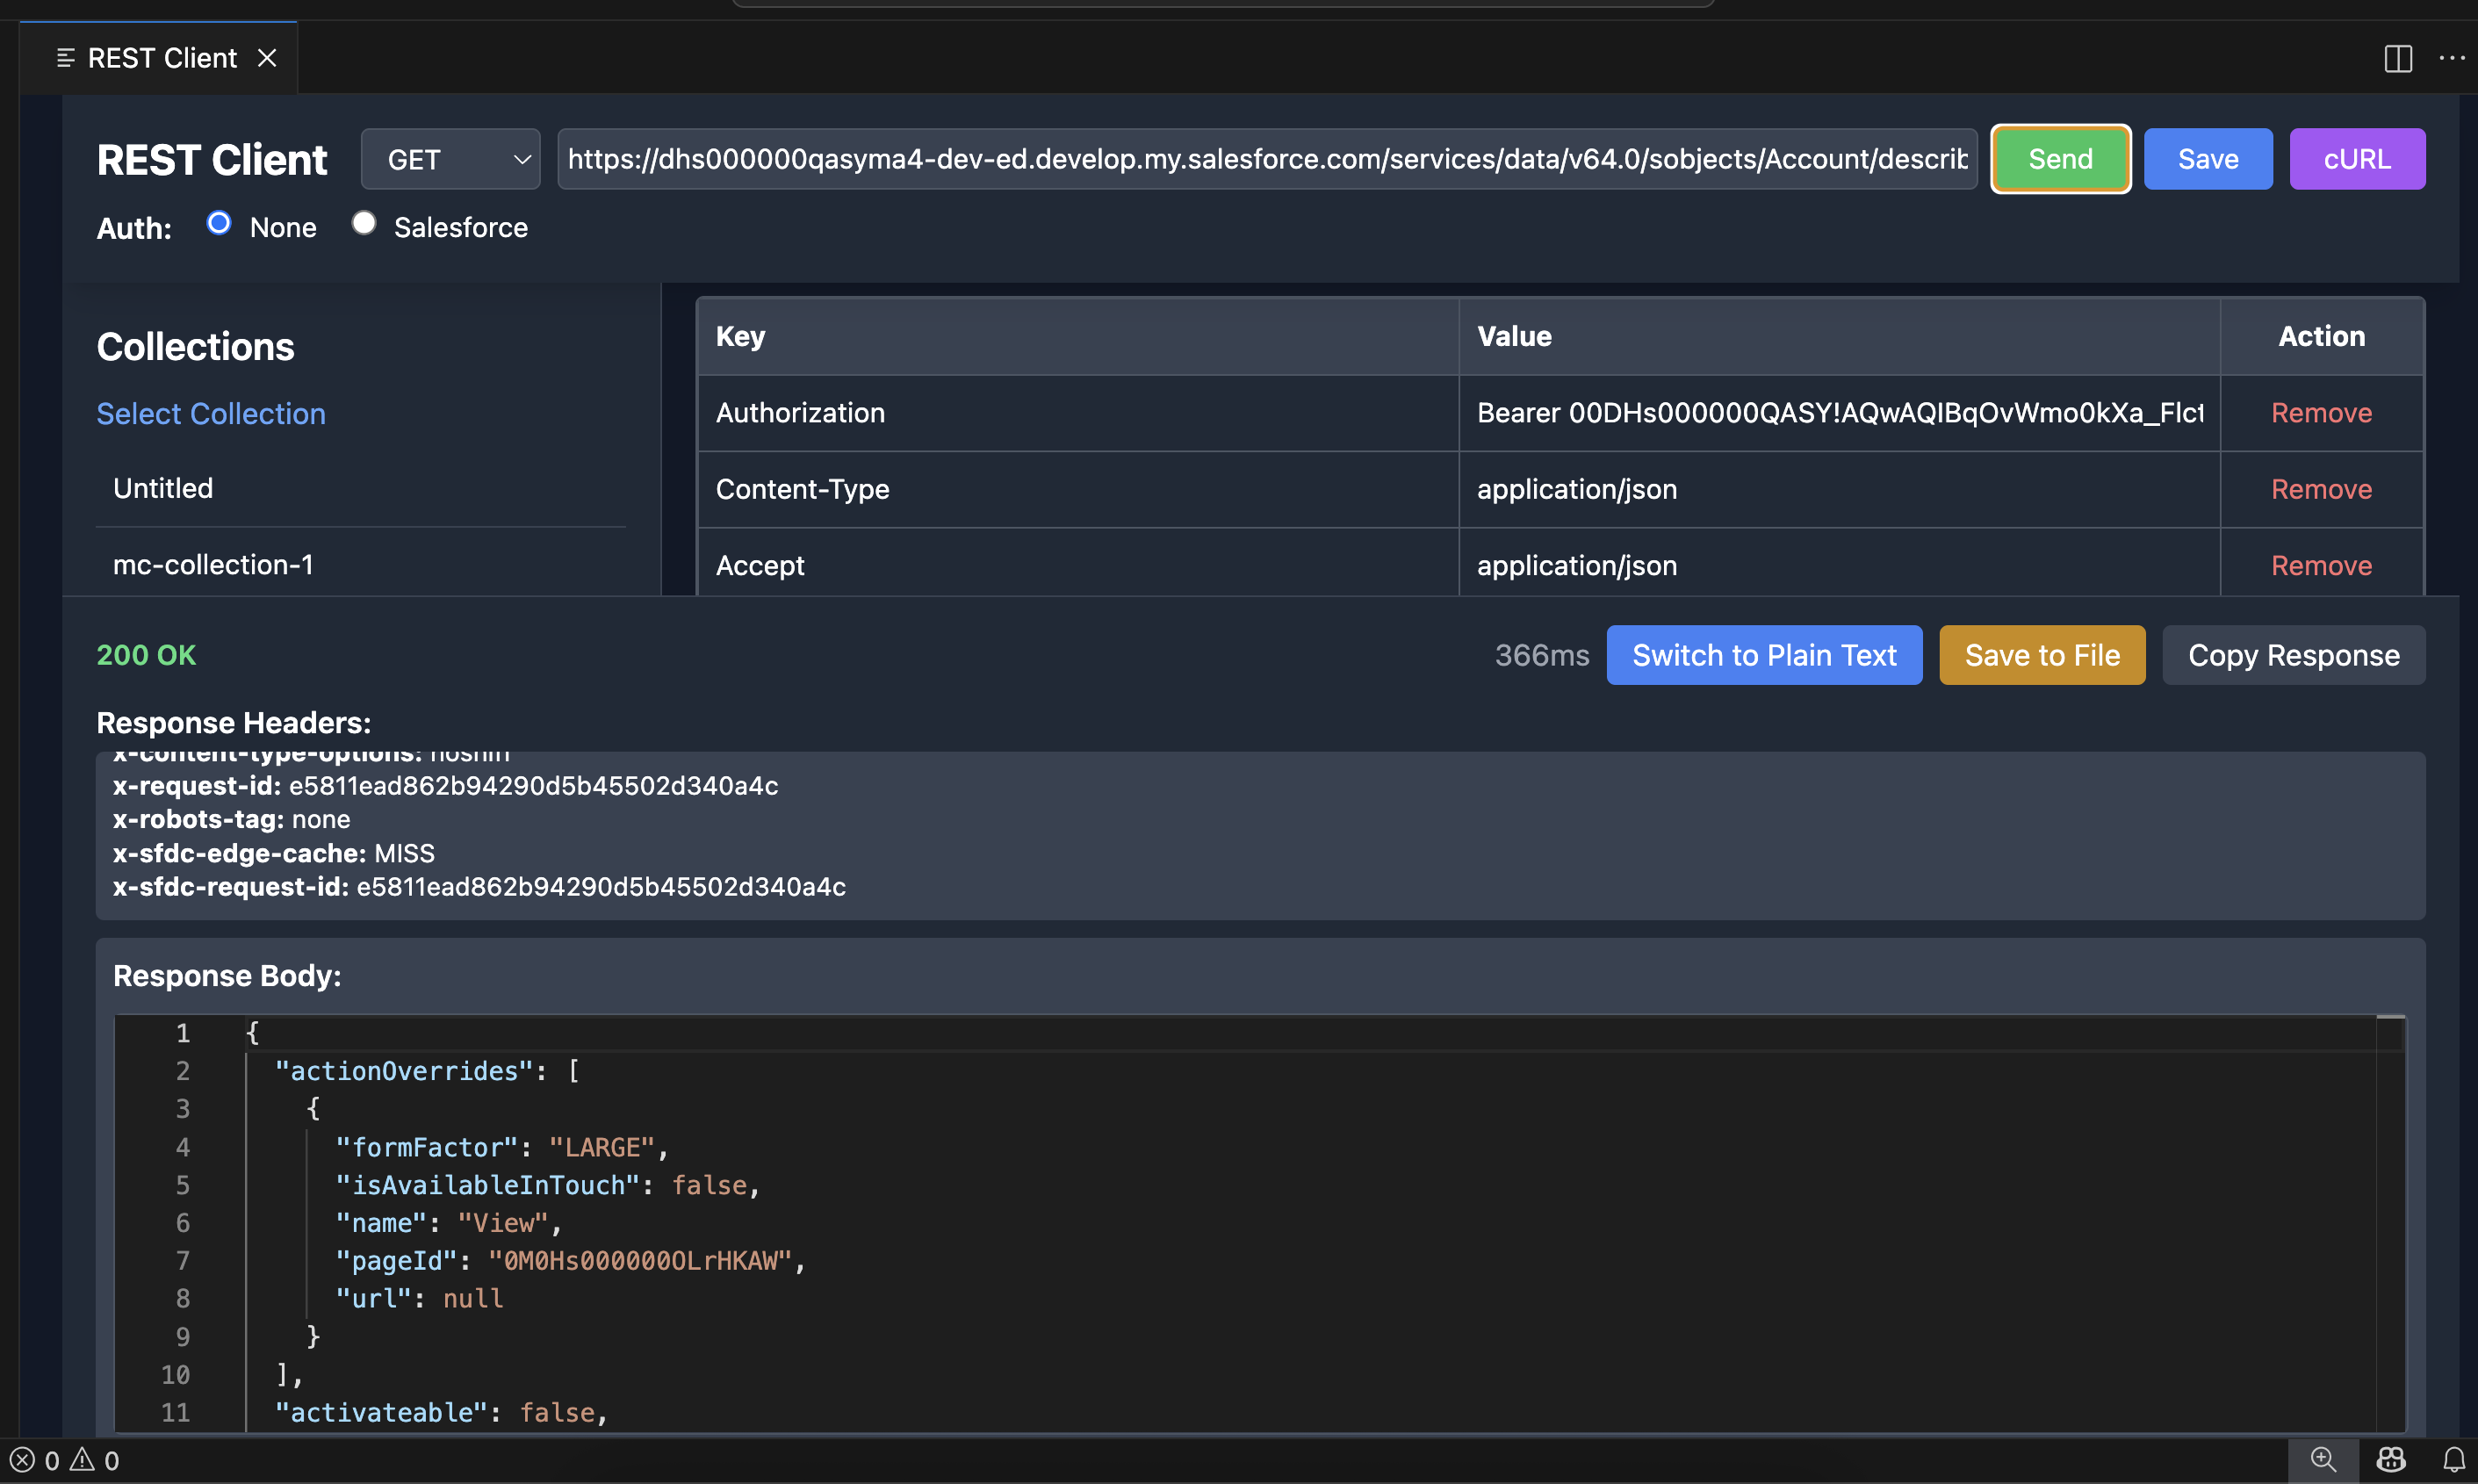 REST Client
REST Client
GET
https://dhs000000qasyma4-dev-ed.develop.my.salesforce.com/services/data/v64.0/sobjects/Account/describ
Send
Save
cURL
Auth:
None
Salesforce
Collections
Select Collection
Untitled
mc-collection-1
Key Value Action
Authorization Bearer 00DHs000000QASY!AQwAQIBqOvWmo0kXa_Flct Remove
Content-Type application/json Remove
Accept application/json Remove
200 OK
366ms
Switch to Plain Text
Save to File
Copy Response
Response Headers:
x-content-type-options: nosniff
x-request-id: e5811ead862b94290d5b45502d340a4c
x-robots-tag: none
x-sfdc-edge-cache: MISS
x-sfdc-request-id: e5811ead862b94290d5b45502d340a4c
Response Body:
1 {
2 "actionOverrides": [
3 {
4 "formFactor": "LARGE",
5 "isAvailableInTouch": false,
6 "name": "View",
7 "pageId": "0M0Hs000000OLrHKAW",
8 "url": null
9 }
10 ],
11 "activateable": false,
0 0